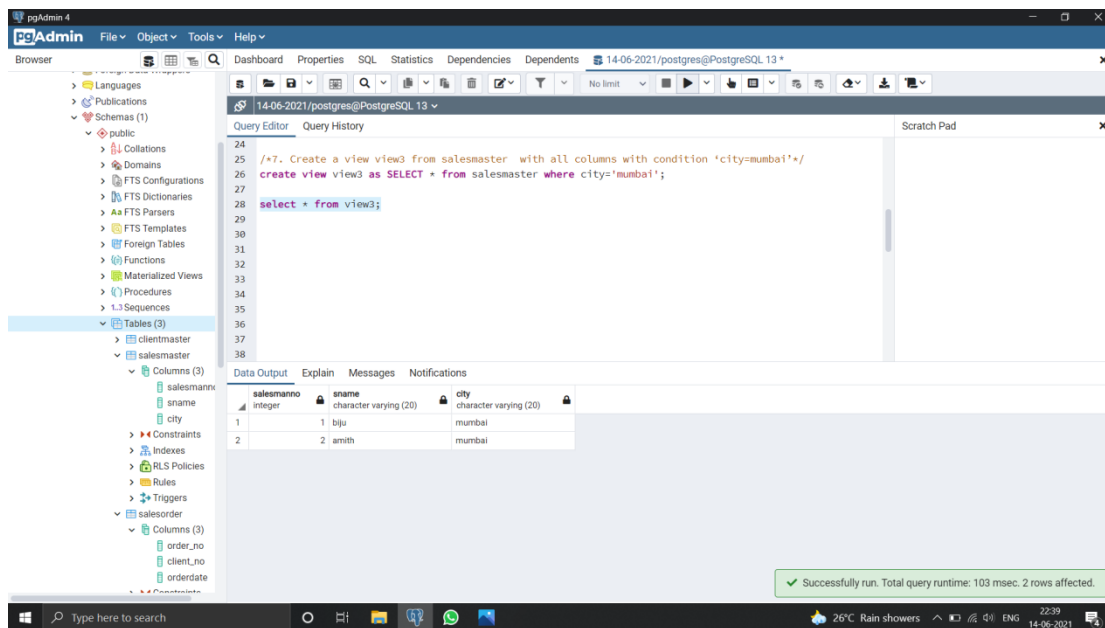 pgAdmin 4
pgAdmin File Object Tools Help
Browser
Dashboard Properties SQL Statistics Dependencies Dependents 14-06-2021/postgres@PostgreSQL 13 *
No limit
14-06-2021/postgres@PostgreSQL 13
Query Editor Query History
Scratch Pad
Languages
Publications
Schemas (1)
public
Collations
Domains
FTS Configurations
FTS Dictionaries
FTS Parsers
FTS Templates
Foreign Tables
Functions
Materialized Views
Procedures
1..3 Sequences
Tables (3)
clientmaster
salesmaster
Columns (3)
salesmanno
sname
city
Constraints
Indexes
RLS Policies
Rules
Triggers
salesorder
Columns (3)
order_no
client_no
orderdate
24
25 /*7. Create a view view3 from salesmaster with all columns with condition ‘city=mumbai’*/
26 create view view3 as SELECT * from salesmaster where city='mumbai';
27
28 select * from view3;
29
30
31
32
33
34
35
36
37
38
Data Output Explain Messages Notifications
salesmanno sname city
integer character varying (20) character varying (20)
1 1 biju mumbai
2 2 amith mumbai
Successfully run. Total query runtime: 103 msec. 2 rows affected.
Type here to search
26°C Rain showers ENG 22:39
14-06-2021
4